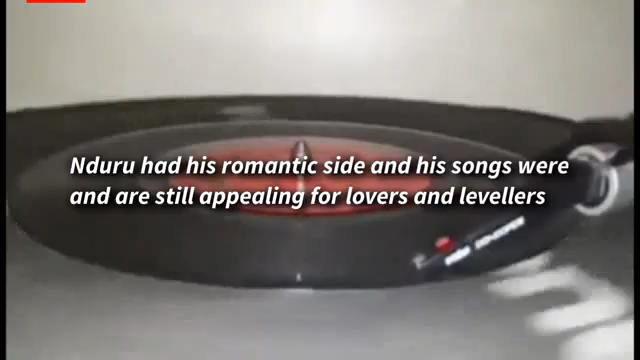 Nduru had his romantic side and his songs were
and are still appealing for lovers and levellers